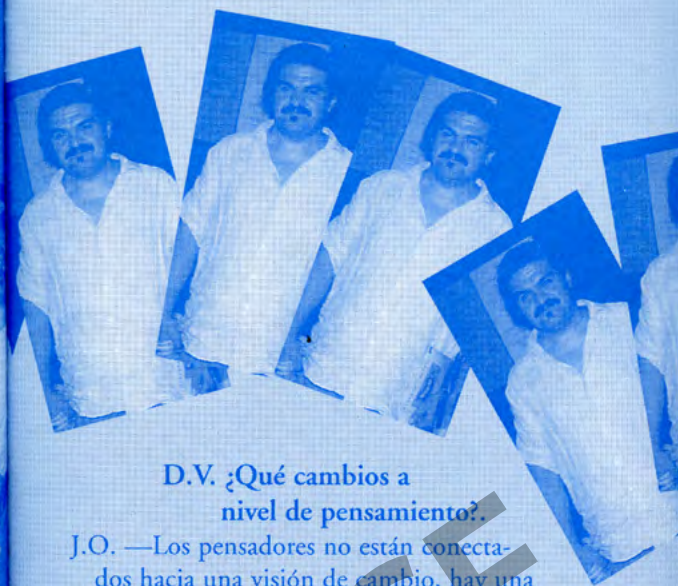 D.V. ¿Qué cambios a
nivel de pensamiento?.
J.O. —Los pensadores no están conecta-
dos hacia una visión de cambio, hay una